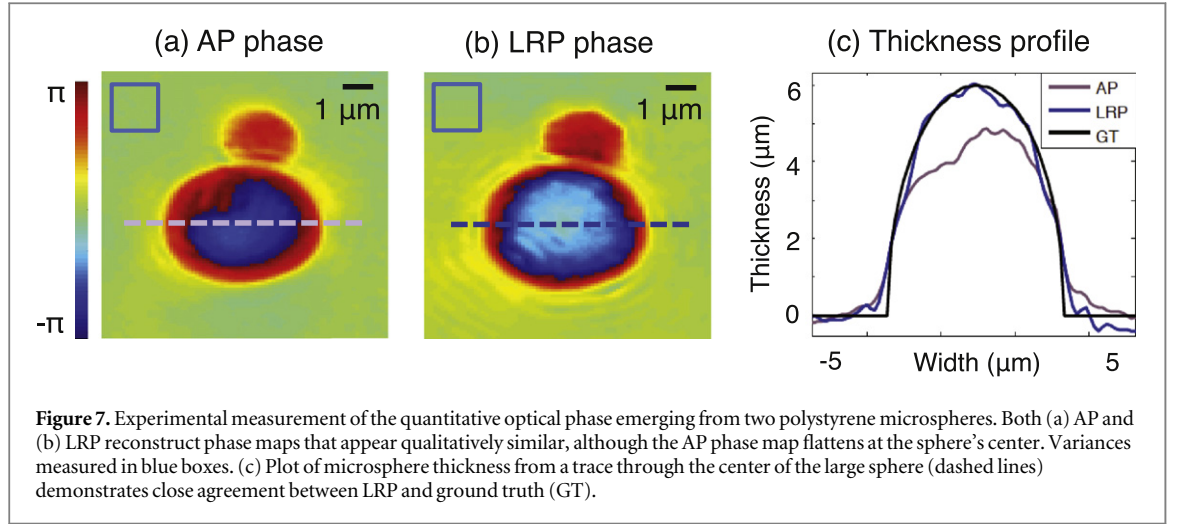 (a) AP phase
(b) LRP phase
(c) Thickness profile
π
-π
1 μm
1 μm
Thickness (μm)
6
4
2
0
AP
LRP
GT
-5
Width (μm)
5
Figure 7. Experimental measurement of the quantitative optical phase emerging from two polystyrene microspheres. Both (a) AP and
(b) LRP reconstruct phase maps that appear qualitatively similar, although the AP phase map flattens at the sphere's center. Variances
measured in blue boxes. (c) Plot of microsphere thickness from a trace through the center of the large sphere (dashed lines)
demonstrates close agreement between LRP and ground truth (GT).